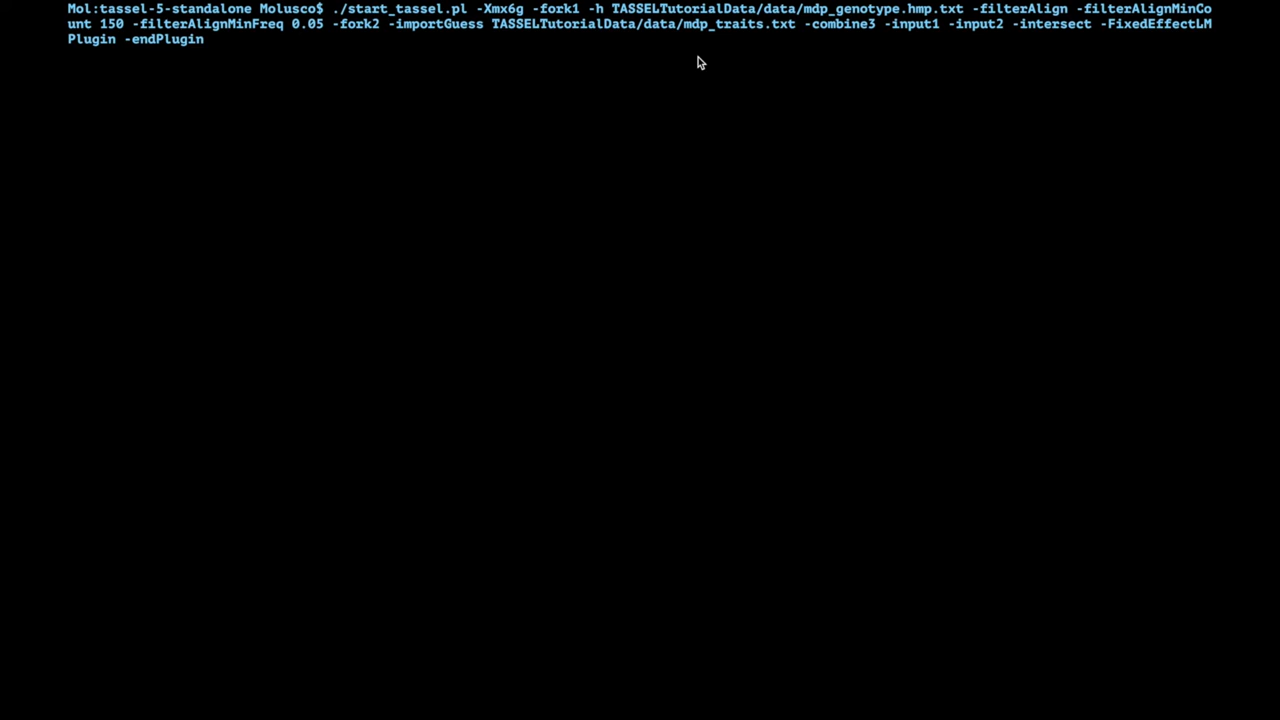 Mol:tassel-5-standalone Molusco$ ./start_tassel.pl -Xmx6g -fork1 -h TASSELTutorialData/data/mdp_genotype.hmp.txt -filterAlign -filterAlignMinCo
unt 150 -filterAlignMinFreq 0.05 -fork2 -importGuess TASSELTutorialData/data/mdp_traits.txt -combine3 -input1 -input2 -intersect -FixedEffectLM
Plugin -endPlugin